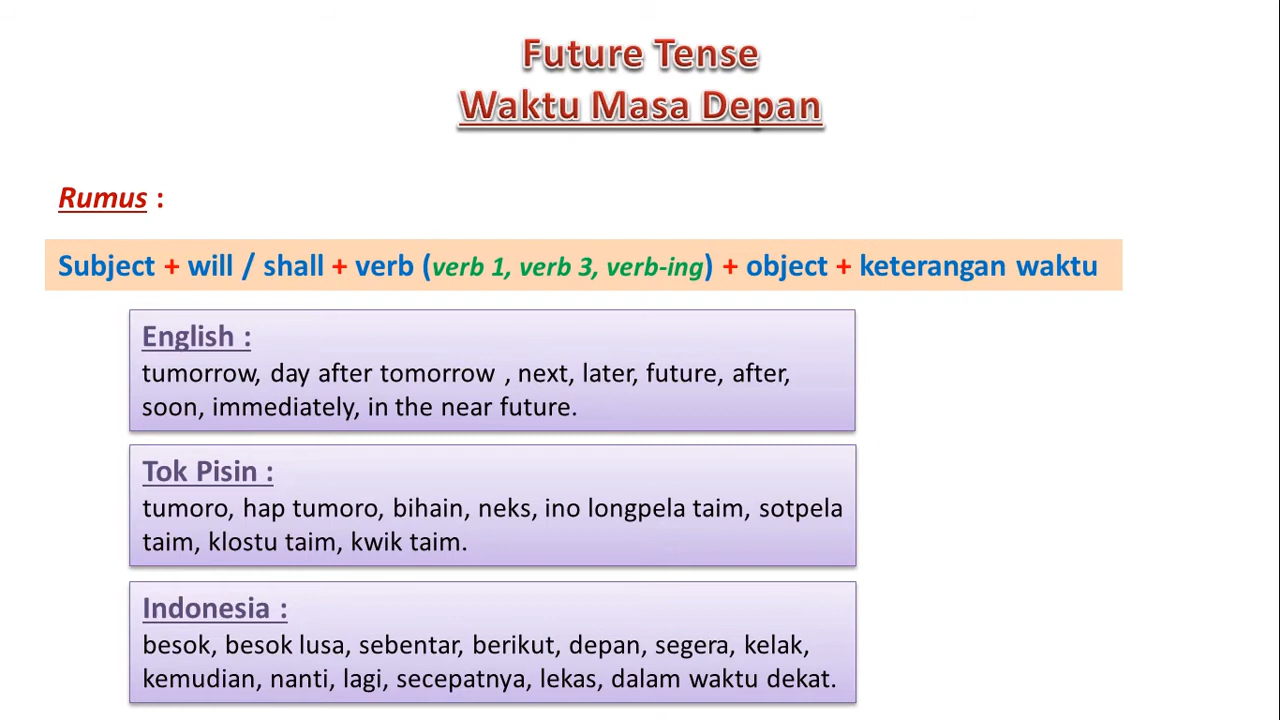 Future Tense
Waktu Masa Depan
Rumus :
Subject + will / shall + verb (verb 1, verb 3, verb-ing) + object + keterangan waktu
English :
tumorrow, day after tomorrow , next, later, future, after,
soon, immediately, in the near future.
Tok Pisin :
tumoro, hap tumoro, bihain, neks, ino longpela taim, sotpela
taim, klostu taim, kwik taim.
Indonesia :
besok, besok lusa, sebentar, berikut, depan, segera, kelak,
kemudian, nanti, lagi, secepatnya, lekas, dalam waktu dekat.